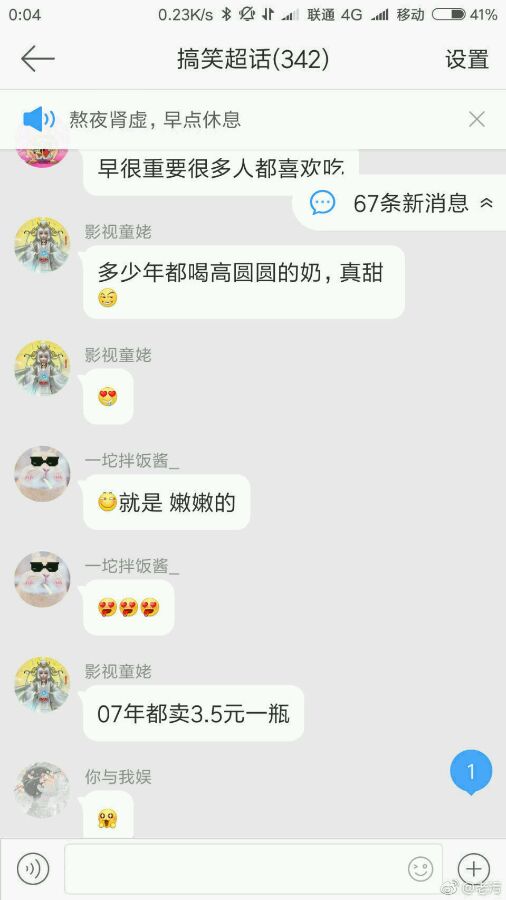 0:04 0.23K/s 联通 4G 移动 41%
搞笑超话(342) 设置
熬夜肾虚，早点休息
早很重要很多人都喜欢吃
67条新消息
影视童姥
多少年都喝高圆圆的奶，真甜
影视童姥
一坨拌饭酱_
就是 嫩嫩的
一坨拌饭酱_
影视童姥
07年都卖3.5元一瓶
1
你与我娱
@老污